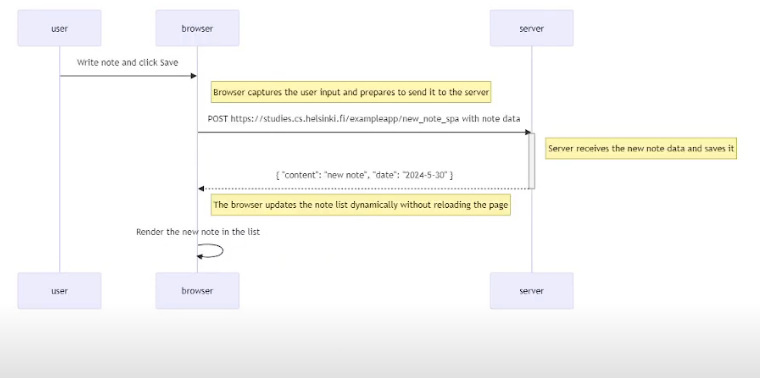 user browser server
Write note and click Save
Browser captures the user input and prepares to send it to the server
POST https://studies.cs.helsinki.fi/exampleapp/new_note_spa with note data
Server receives the new note data and saves it
{ "content": "new note", "date": "2024-5-30" }
The browser updates the note list dynamically without reloading the page
Render the new note in the list
user browser server